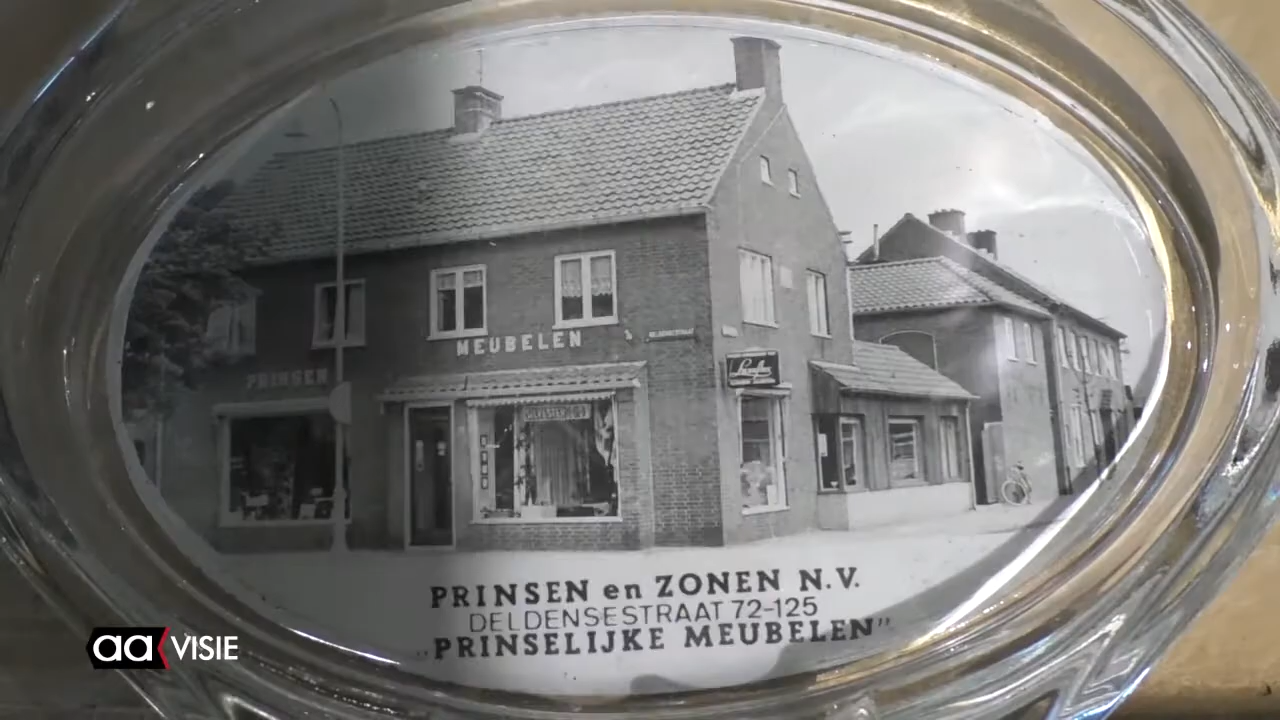 MEUBELEN
PRINSEN
PRINSEN en ZONEN N.V.
DELDENSESTRAAT 72-125
„PRINSELIJKE MEUBELEN”
aa VISIE